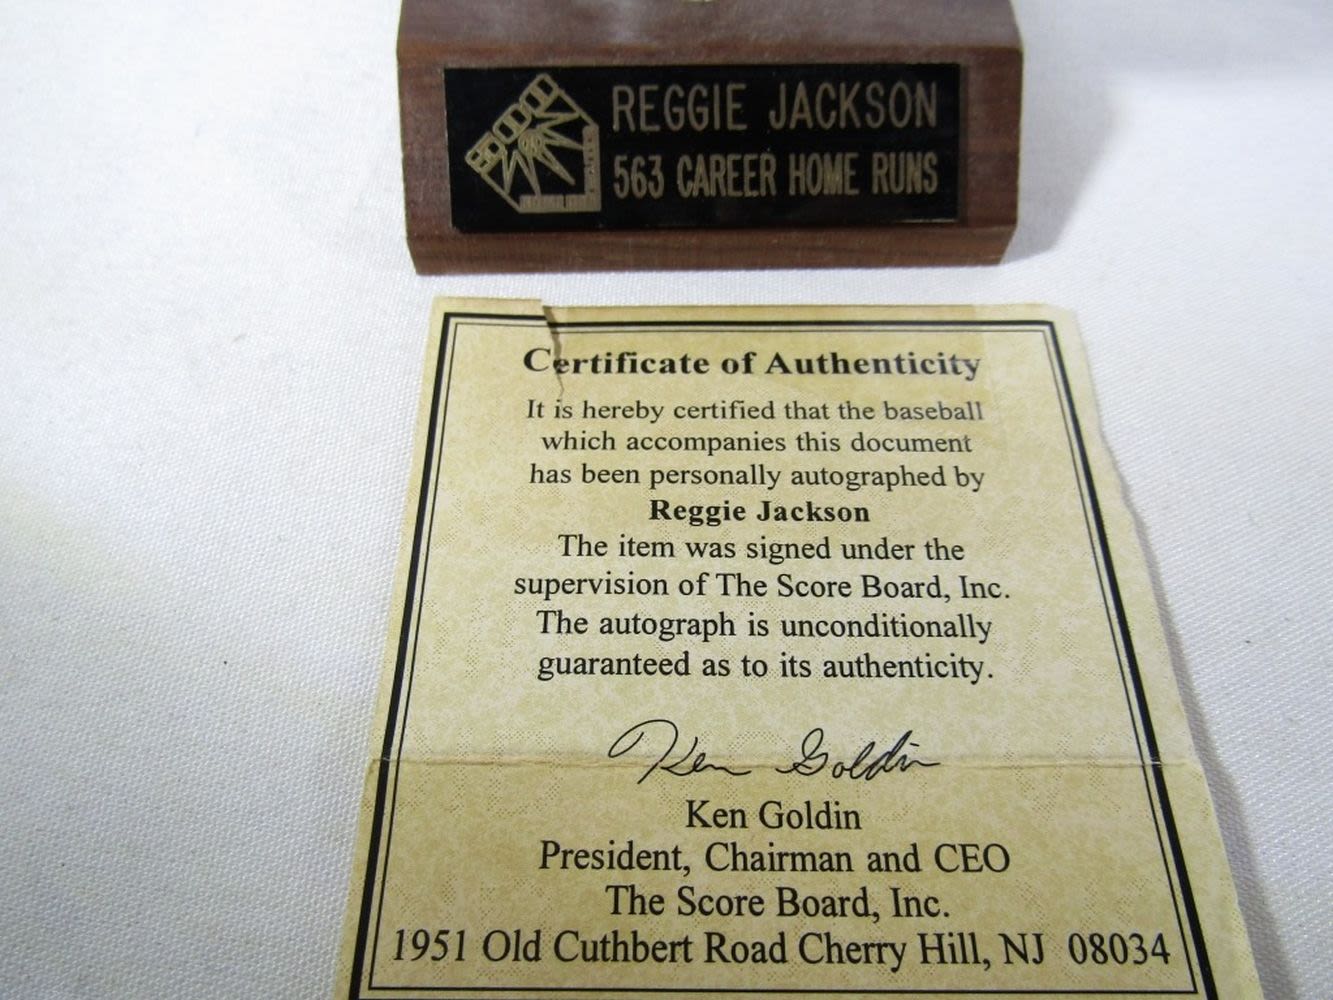 REGGIE JACKSON
563 CAREER HOME RUNS
Certificate of Authenticity
It is hereby certified that the baseball
which accompanies this document
has been personally autographed by
Reggie Jackson
The item was signed under the
supervision of The Score Board, Inc.
The autograph is unconditionally
guaranteed as to its authenticity.
Ken Goldin
Ken Goldin
President, Chairman and CEO
The Score Board, Inc.
1951 Old Cuthbert Road Cherry Hill, NJ 08034